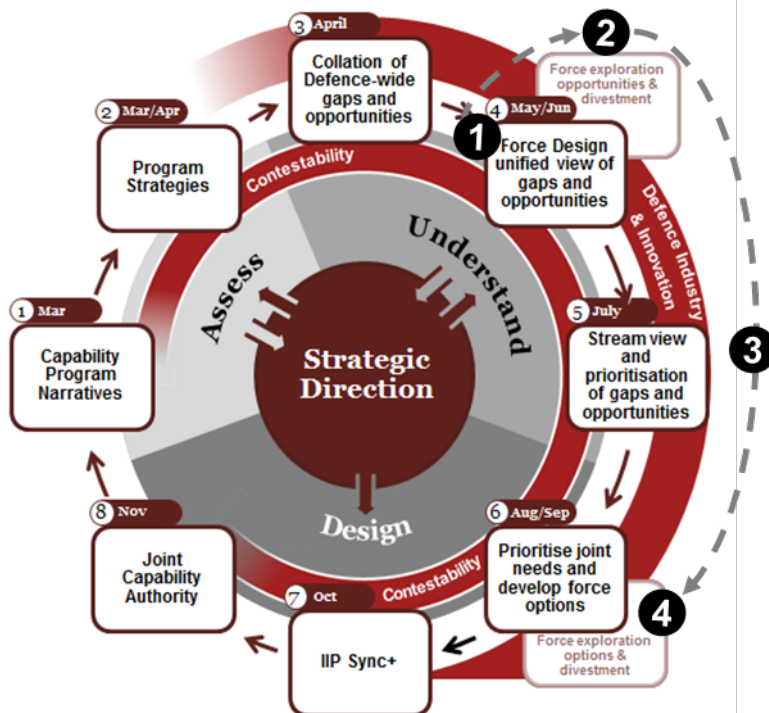 3 April
Collation of
Defence-wide
gaps and
opportunities
2
Force exploration
opportunities &
divestment
1
4 May/Jun
Force Design
unified view of
gaps and
opportunities
2 Mar/Apr
Program
Strategies
Contestability
Defence Industry
& Innovation
Assess
Understand
1 Mar
Capability
Program
Narratives
Strategic
Direction
5 July
Stream view
and
prioritisation
of gaps and
opportunities
3
8 Nov
Joint
Capability
Authority
Design
6 Aug/Sep
Prioritise joint
needs and
develop force
options
4
Force exploration
options &
divestment
Contestability
7 Oct
IIP Sync+